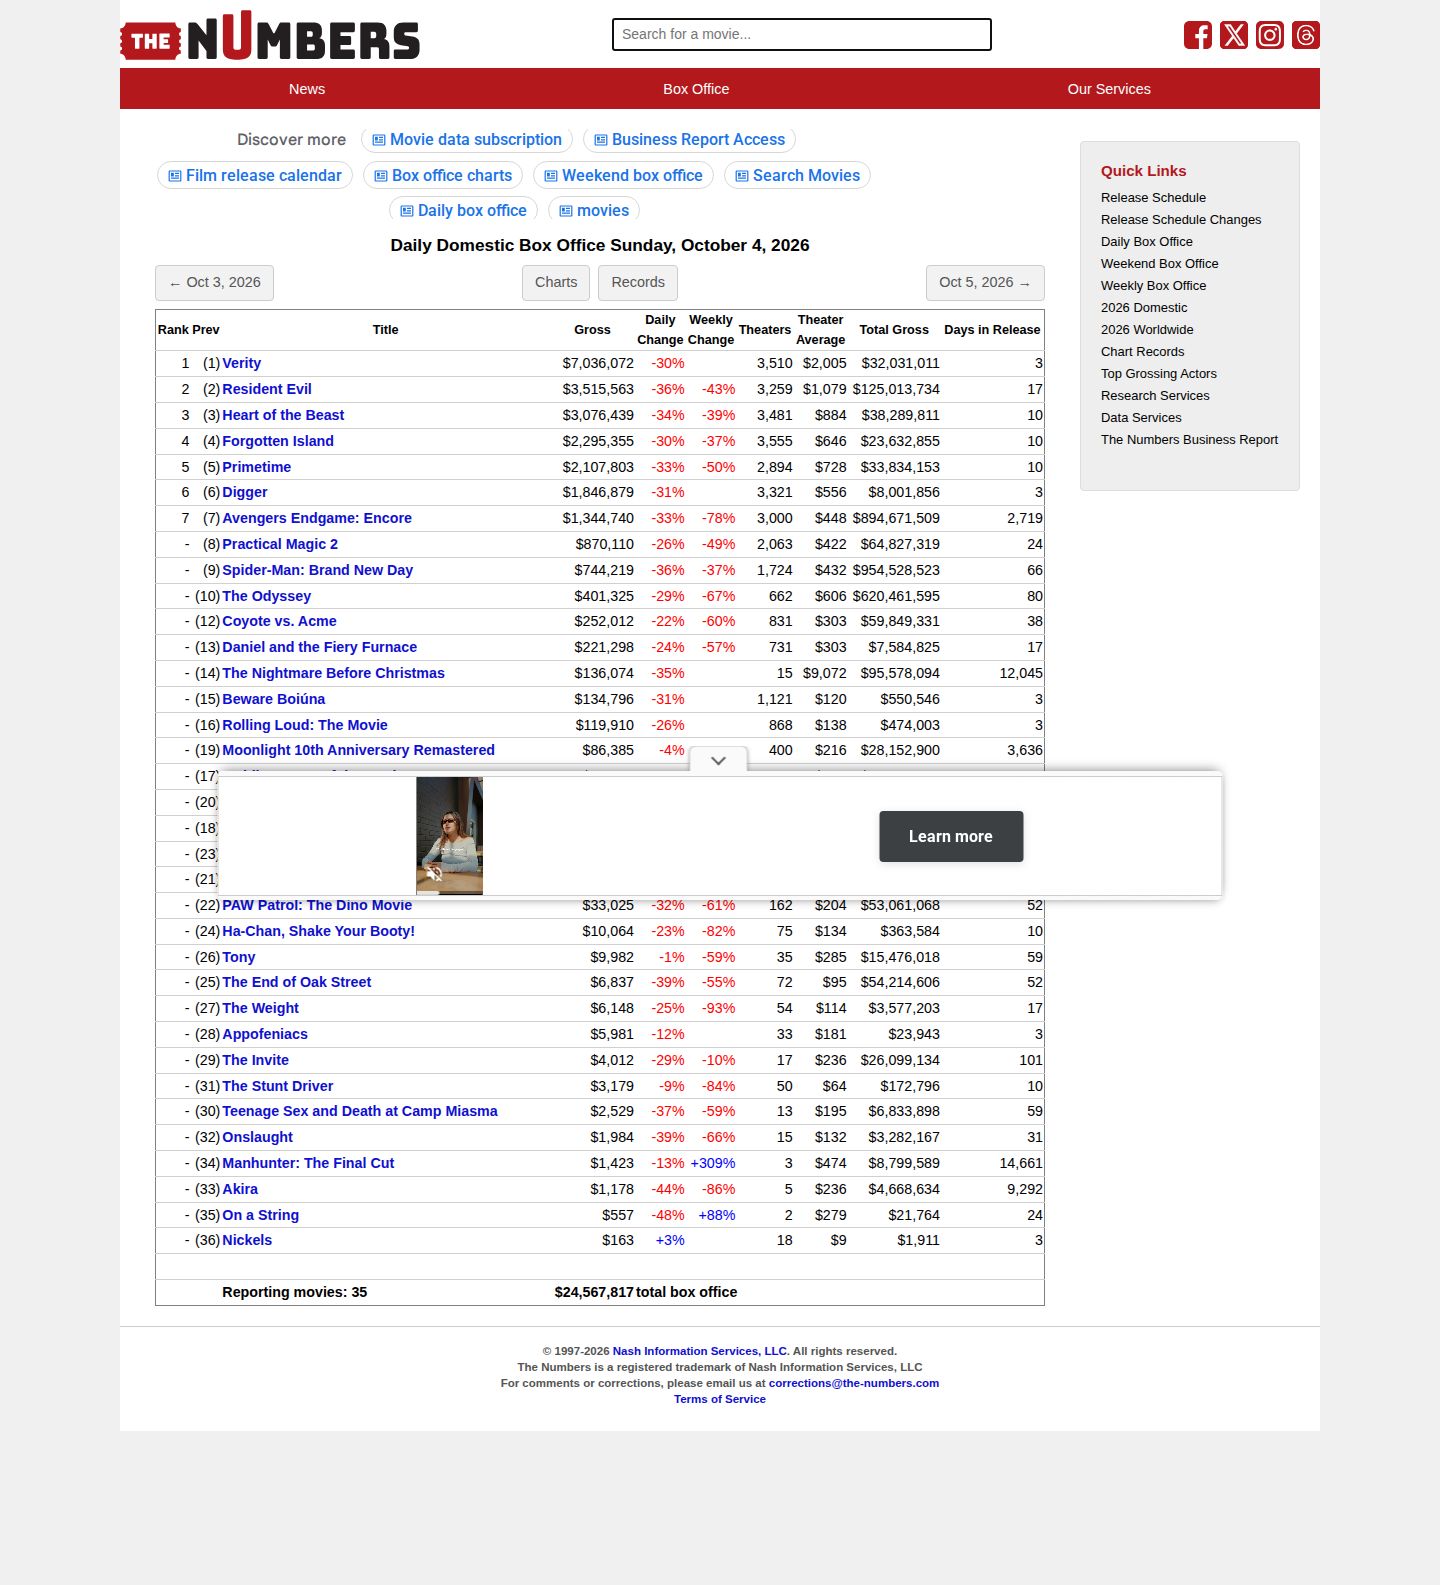 THE NUMBERS
Search for a movie...
News Box Office Our Services
Discover more Movie data subscription Business Report Access
Film release calendar Box office charts Weekend box office Search Movies
Daily box office movies
Daily Domestic Box Office Sunday, October 4, 2026
← Oct 3, 2026 Charts Records Oct 5, 2026 →
Rank Prev Title Gross Daily Change Weekly Change Theaters Theater Average Total Gross Days in Release
1 (1) Verity $7,036,072 -30% 3,510 $2,005 $32,031,011 3
2 (2) Resident Evil $3,515,563 -36% -43% 3,259 $1,079 $125,013,734 17
3 (3) Heart of the Beast $3,076,439 -34% -39% 3,481 $884 $38,289,811 10
4 (4) Forgotten Island $2,295,355 -30% -37% 3,555 $646 $23,632,855 10
5 (5) Primetime $2,107,803 -33% -50% 2,894 $728 $33,834,153 10
6 (6) Digger $1,846,879 -31% 3,321 $556 $8,001,856 3
7 (7) Avengers Endgame: Encore $1,344,740 -33% -78% 3,000 $448 $894,671,509 2,719
- (8) Practical Magic 2 $870,110 -26% -49% 2,063 $422 $64,827,319 24
- (9) Spider-Man: Brand New Day $744,219 -36% -37% 1,724 $432 $954,528,523 66
- (10) The Odyssey $401,325 -29% -67% 662 $606 $620,461,595 80
- (12) Coyote vs. Acme $252,012 -22% -60% 831 $303 $59,849,331 38
- (13) Daniel and the Fiery Furnace $221,298 -24% -57% 731 $303 $7,584,825 17
- (14) The Nightmare Before Christmas $136,074 -35% 15 $9,072 $95,578,094 12,045
- (15) Beware Boiúna $134,796 -31% 1,121 $120 $550,546 3
- (16) Rolling Loud: The Movie $119,910 -26% 868 $138 $474,003 3
- (19) Moonlight 10th Anniversary Remastered $86,385 -4% 400 $216 $28,152,900 3,636
- (17)
- (20)
- (18)
- (23)
- (21)
Learn more
- (22) PAW Patrol: The Dino Movie $33,025 -32% -61% 162 $204 $53,061,068 52
- (24) Ha-Chan, Shake Your Booty! $10,064 -23% -82% 75 $134 $363,584 10
- (26) Tony $9,982 -1% -59% 35 $285 $15,476,018 59
- (25) The End of Oak Street $6,837 -39% -55% 72 $95 $54,214,606 52
- (27) The Weight $6,148 -25% -93% 54 $114 $3,577,203 17
- (28) Appofeniacs $5,981 -12% 33 $181 $23,943 3
- (29) The Invite $4,012 -29% -10% 17 $236 $26,099,134 101
- (31) The Stunt Driver $3,179 -9% -84% 50 $64 $172,796 10
- (30) Teenage Sex and Death at Camp Miasma $2,529 -37% -59% 13 $195 $6,833,898 59
- (32) Onslaught $1,984 -39% -66% 15 $132 $3,282,167 31
- (34) Manhunter: The Final Cut $1,423 -13% +309% 3 $474 $8,799,589 14,661
- (33) Akira $1,178 -44% -86% 5 $236 $4,668,634 9,292
- (35) On a String $557 -48% +88% 2 $279 $21,764 24
- (36) Nickels $163 +3% 18 $9 $1,911 3
Reporting movies: 35 $24,567,817 total box office
Quick Links
Release Schedule
Release Schedule Changes
Daily Box Office
Weekend Box Office
Weekly Box Office
2026 Domestic
2026 Worldwide
Chart Records
Top Grossing Actors
Research Services
Data Services
The Numbers Business Report
© 1997-2026 Nash Information Services, LLC. All rights reserved.
The Numbers is a registered trademark of Nash Information Services, LLC
For comments or corrections, please email us at corrections@the-numbers.com
Terms of Service